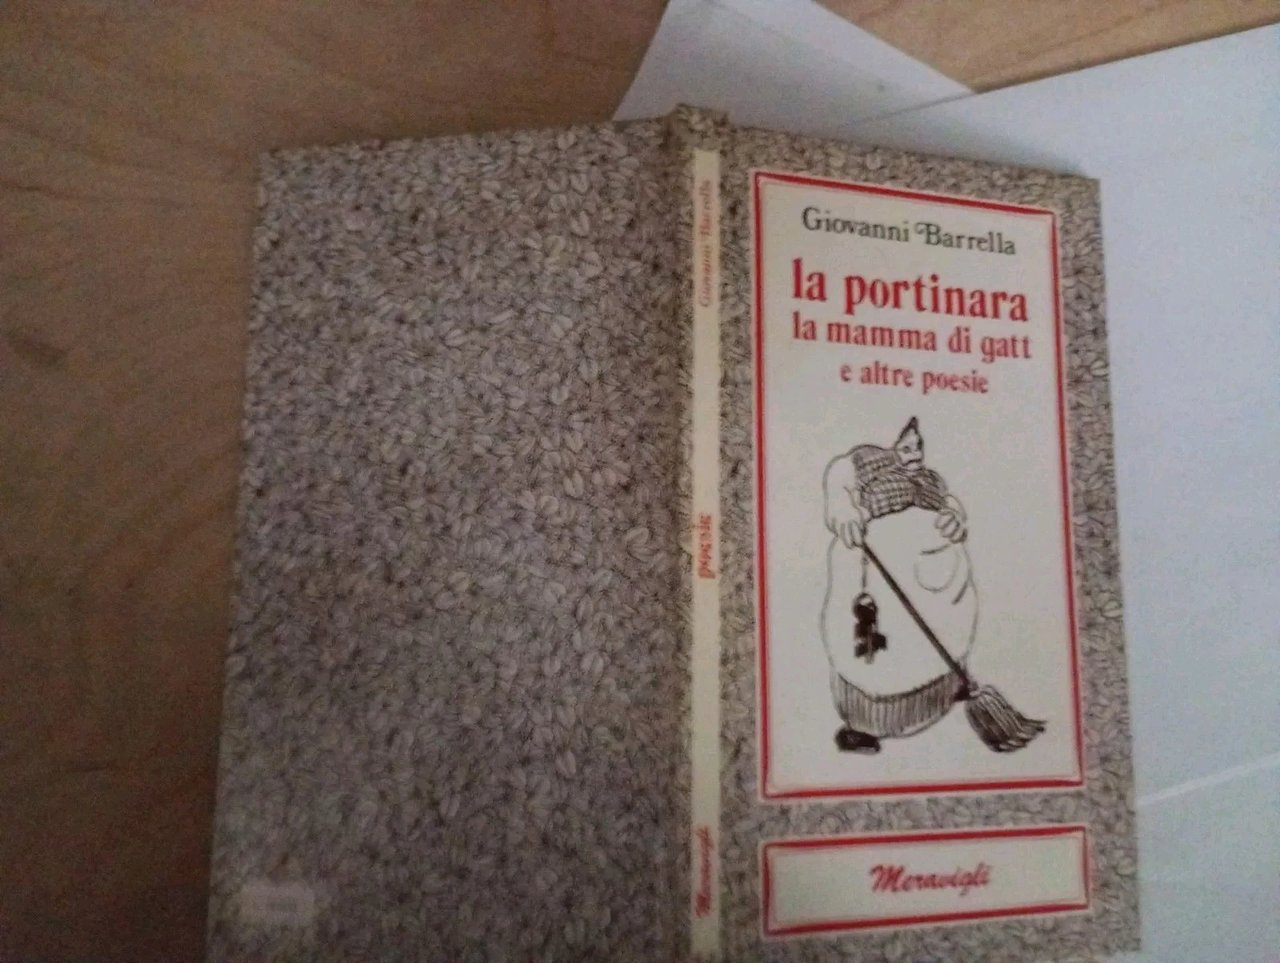 Giovanni Barrella
la portinara
la mamma di gatt
e altre poesie
Meravigli
Giovanni Barrella
poesie
Meravigli